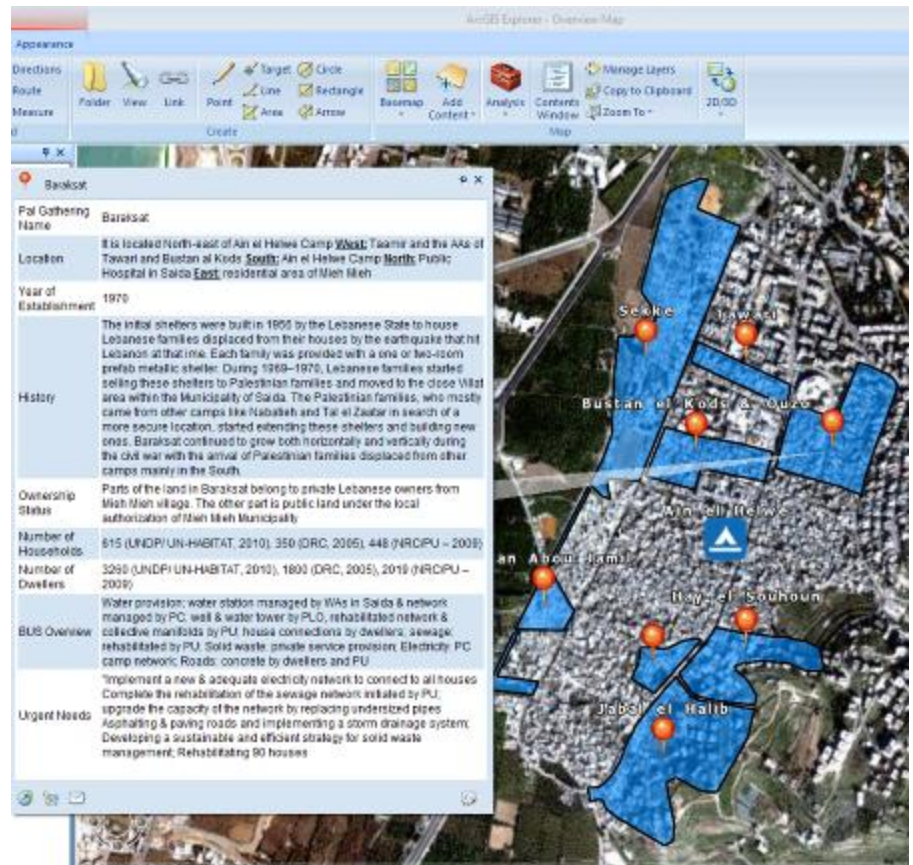 ArcGIS Explorer - Overview Map
Appearance
Directions
Route
Measure
Folder
View
Link
Point
Target
Line
Area
Circle
Rectangle
Arrow
Create
Basemap
Add
Content
Analysis
Contents
Window
Manage Layers
Copy to Clipboard
Zoom To
Map
2D/3D
Baraksat
Pal Gathering
Name
Baraksat
Location
It is located North-east of Ain el Helwe Camp West: Taamir and the AAs of
Tawari and Bustan al Kods South: Ain el Helwe Camp North: Public
Hospital in Saida East: residential area of Mieh Mieh
Year of
Establishment
1970
History
The initial shelters were built in 1955 by the Lebanese State to house
Lebanese families displaced from their houses by the earthquake that hit
Lebanon at that ime. Each family was provided with a one or two-room
prefab metallic shelter. During 1969–1970, Lebanese families started
selling these shelters to Palestinian families and moved to the close Villat
area within the Municipality of Saida. The Palestinian families, who mostly
came from other camps like Nabatieh and Tal el Zaatar in search of a
more secure location, started extending these shelters and building new
ones. Baraksat continued to grow both horizontally and vertically during
the civil war with the arrival of Palestinian families displaced from other
camps mainly in the South.
Ownership
Status
Parts of the land in Baraksat belong to private Lebanese owners from
Mieh Mieh village. The other part is public land under the local
authorization of Mieh Mieh Municipality
Number of
Households
615 (UNDP/ UN-HABITAT, 2010), 350 (DRC, 2005), 448 (NRC/PU – 2009)
Number of
Dwellers
3260 (UNDP/ UN-HABITAT, 2010), 1800 (DRC, 2005), 2019 (NRC/PU –
2009)
BUS Overview
Water provision: water station managed by WAs in Saida & network
managed by PC, well & water tower by PLO, rehabilitated network &
collective manifolds by PU; house connections by dwellers, sewage:
rehabilitated by PU. Solid waste: private service provision; Electricity: PC
camp network; Roads: concrete by dwellers and PU
Urgent Needs
"Implement a new & adequate electricity network to connect to all houses
Complete the rehabilitation of the sewage network initiated by PU;
upgrade the capacity of the network by replacing undersized pipes
Asphalting & paving roads and implementing a storm drainage system;
Developing a sustainable and efficient strategy for solid waste
management; Rehabilitating 90 houses
Sekke
Tawari
Bustan el Kods & Ouzo
Ain el Helwe
an Abou Jami
Hay el Souhoun
Jabal el Halib